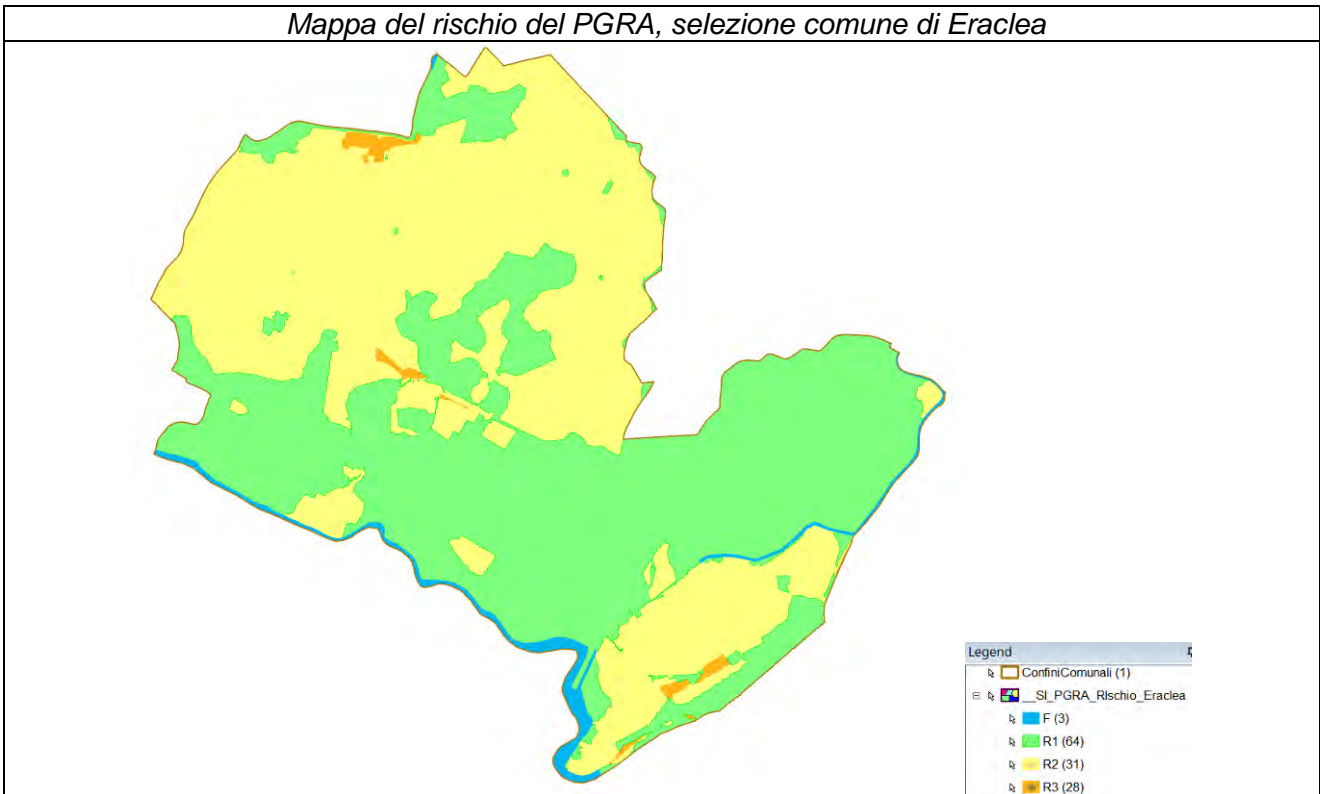 Mappa del rischio del PGRA, selezione comune di Eraclea
Legend
ConfiniComunali (1)
__SI_PGRA_RIschio_Eraclea
F (3)
R1 (64)
R2 (31)
R3 (28)